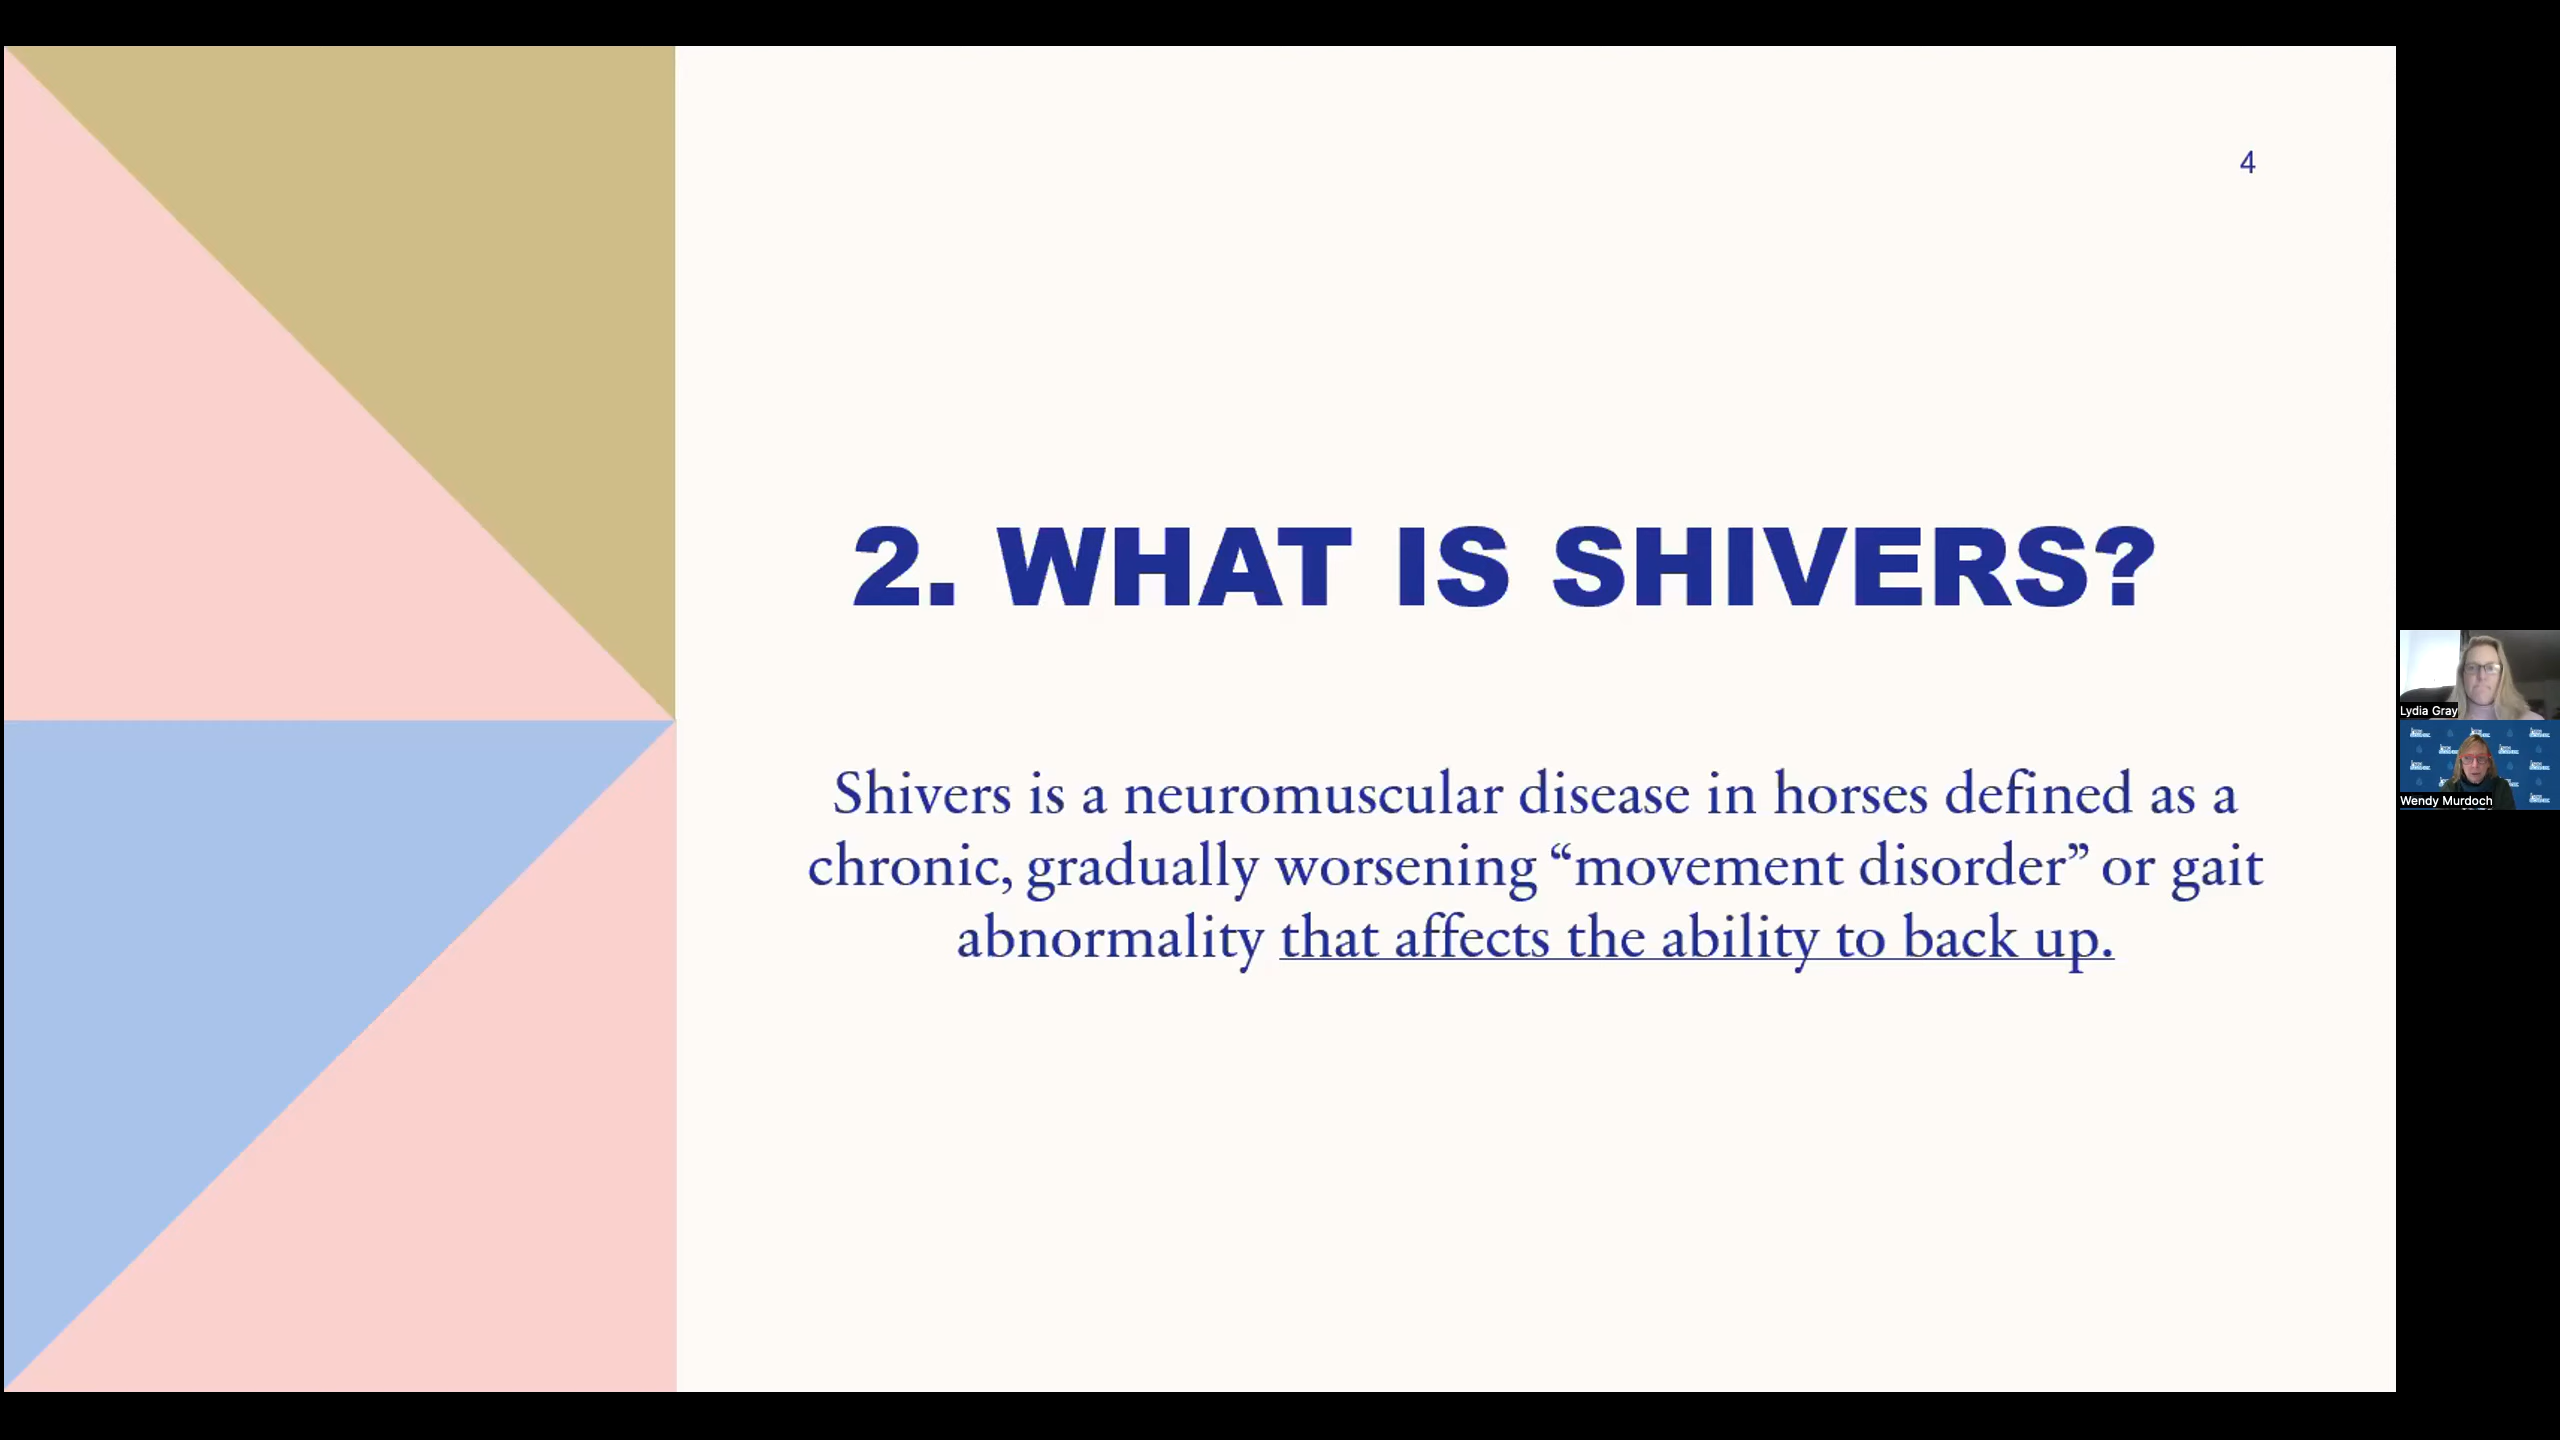 4
2. WHAT IS SHIVERS?
Shivers is a neuromuscular disease in horses defined as a
chronic, gradually worsening “movement disorder” or gait
abnormality that affects the ability to back up.
Lydia Gray
Wendy Murdoch